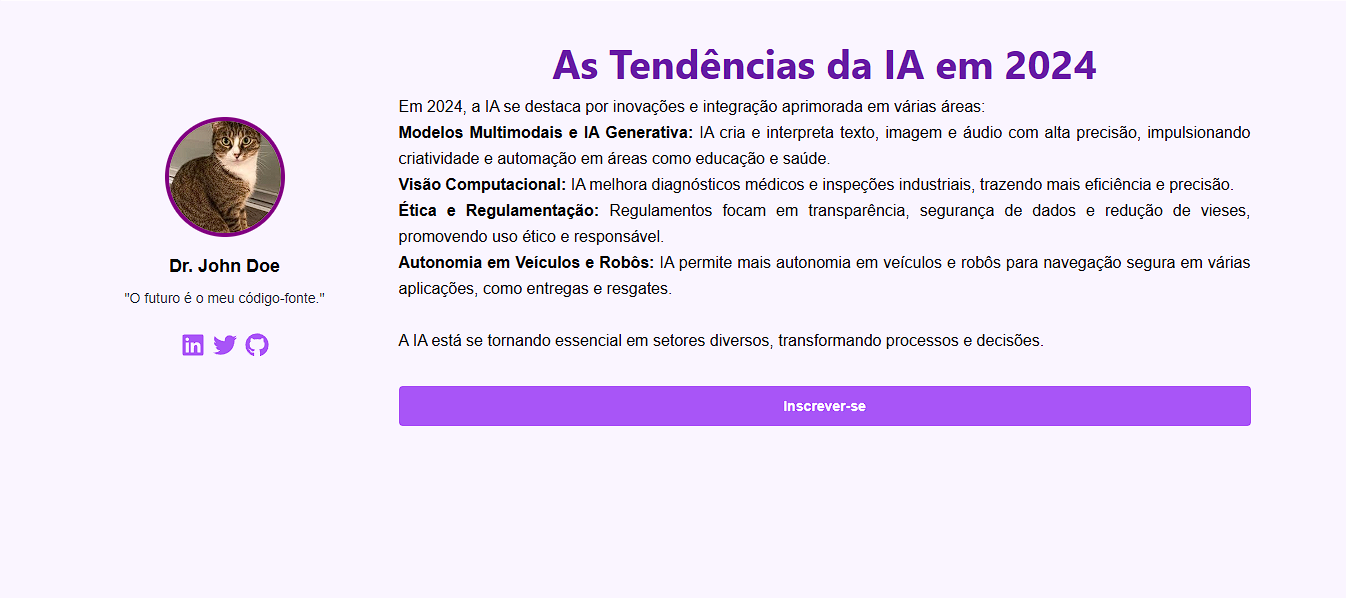 As Tendências da IA em 2024
Em 2024, a IA se destaca por inovações e integração aprimorada em várias áreas:
Modelos Multimodais e IA Generativa: IA cria e interpreta texto, imagem e áudio com alta precisão, impulsionando
criatividade e automação em áreas como educação e saúde.
Visão Computacional: IA melhora diagnósticos médicos e inspeções industriais, trazendo mais eficiência e precisão.
Ética e Regulamentação: Regulamentos focam em transparência, segurança de dados e redução de vieses,
promovendo uso ético e responsável.
Autonomia em Veículos e Robôs: IA permite mais autonomia em veículos e robôs para navegação segura em várias
aplicações, como entregas e resgates.
A IA está se tornando essencial em setores diversos, transformando processos e decisões.
Inscrever-se
Dr. John Doe
"O futuro é o meu código-fonte."
in